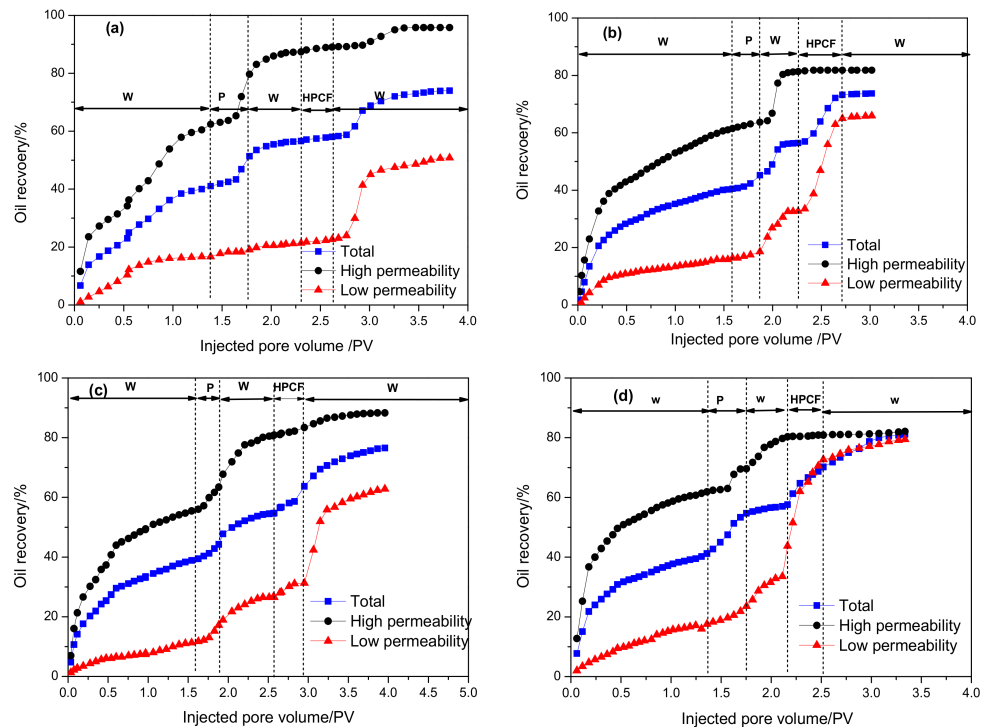 (a)
W
P
W
HPCF
W
Oil recvoery/%
100
80
60
40
20
0
Total
High permeability
Low permeability
0.0 0.5 1.0 1.5 2.0 2.5 3.0 3.5 4.0
Injected pore volume /PV
(b)
W
P
W
HPCF
W
Oil recvoery/%
100
80
60
40
20
0
Total
High permeability
Low permeability
0.0 0.5 1.0 1.5 2.0 2.5 3.0 3.5 4.0
Injected pore volume /PV
(c)
W
P
W
HPCF
W
Oil recovery/%
100
80
60
40
20
0
Total
High permeability
Low permeability
0.0 0.5 1.0 1.5 2.0 2.5 3.0 3.5 4.0 4.5 5.0
Injected pore volume/PV
(d)
w
P
w
HPCF
w
Oil recovery/%
100
80
60
40
20
0
Total
High permeability
Low permeability
0.0 0.5 1.0 1.5 2.0 2.5 3.0 3.5 4.0
Injected pore volume/PV